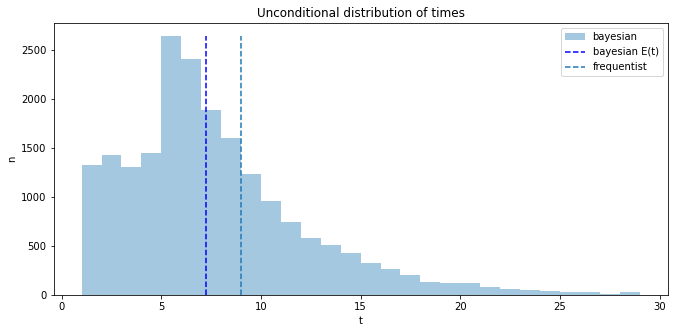 Unconditional distribution of times
bayesian
bayesian E(t)
frequentist
n
2500
2000
1500
1000
500
0
0 5 10 15 20 25 30
t